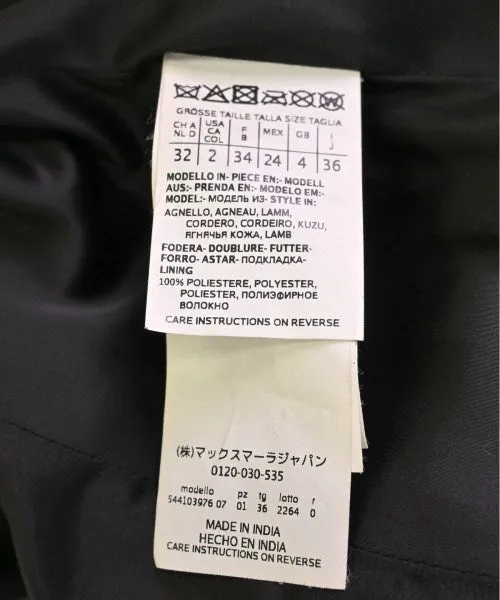 GRÖSSE TAILLE TALLA SIZE TAGLIA
CH A NL D USA CA COL F B MEX GB I J
32 2 34 24 4 36
MODELLO IN- PIECE EN:- MODELL
AUS:- PRENDA EN:- MODELO EM:-
MODEL:- МОДЕЛЬ ИЗ- STYLE IN:
AGNELLO, AGNEAU, LAMM,
CORDERO, CORDEIRO, KUZU,
ЯГНЯЧЬЯ КОЖА, LAMB
FODERA- DOUBLURE- FUTTER-
FORRO- ASTAR- ПОДКЛАДКА-
LINING
100% POLIESTERE, POLYESTER,
POLIESTER, ПОЛИЭФИРНОЕ
ВОЛОКНО
CARE INSTRUCTIONS ON REVERSE
(株)マックスマーラジャパン
0120-030-535
modello pz tg lotto r
544103976 07 01 36 2264 0
MADE IN INDIA
HECHO EN INDIA
CARE INSTRUCTIONS ON REVERSE